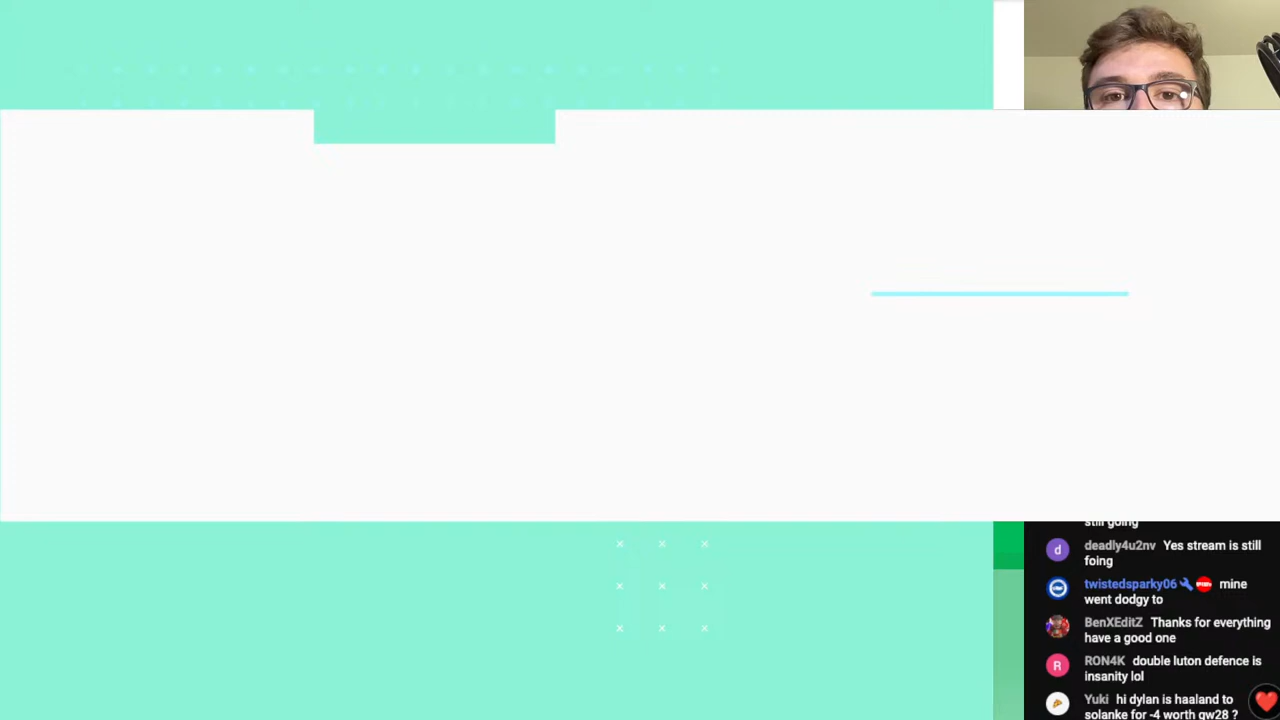 still going
deadly4u2nv Yes stream is still
foing
twistedsparky06 mine
went dodgy to
BenXEditZ Thanks for everything
have a good one
RON4K double luton defence is
insanity lol
Yuki hi dylan is haaland to
solanke for -4 worth gw28 ?